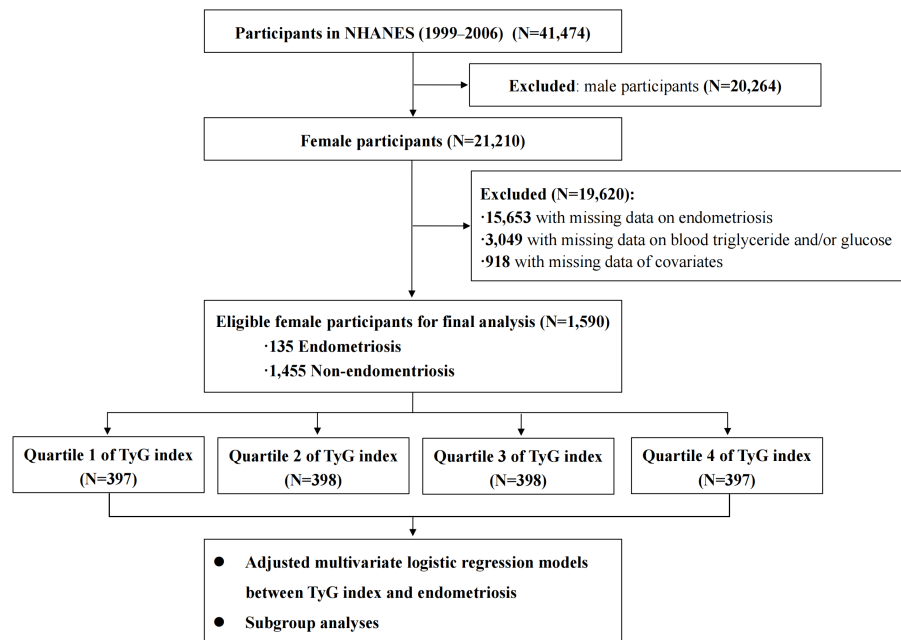 Participants in NHANES (1999–2006) (N=41,474)
Excluded: male participants (N=20,264)
Female participants (N=21,210)
Excluded (N=19,620):
·15,653 with missing data on endometriosis
·3,049 with missing data on blood triglyceride and/or glucose
·918 with missing data of covariates
Eligible female participants for final analysis (N=1,590)
·135 Endometriosis
·1,455 Non-endomentriosis
Quartile 1 of TyG index
(N=397)
Quartile 2 of TyG index
(N=398)
Quartile 3 of TyG index
(N=398)
Quartile 4 of TyG index
(N=397)
● Adjusted multivariate logistic regression models
between TyG index and endometriosis
● Subgroup analyses